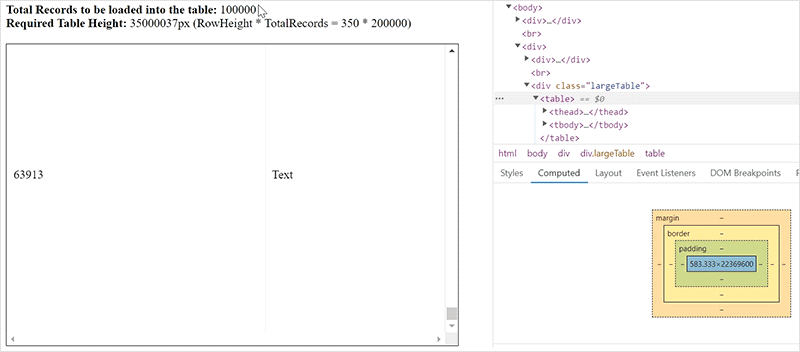 Total Records to be loaded into the table: 100000
Required Table Height: 35000037px (RowHeight * TotalRecords = 350 * 200000)
63913 Text
<body>
<div>…</div>
<br>
<div>
<div>…</div>
<br>
<div class="largeTable">
… <table> == $0
<thead>…</thead>
<tbody>…</tbody>
</table>
html body div div.largeTable table
Styles Computed Layout Event Listeners DOM Breakpoints
margin –
border –
padding –
– – – 583.333×22369600 – – –
–
–
–